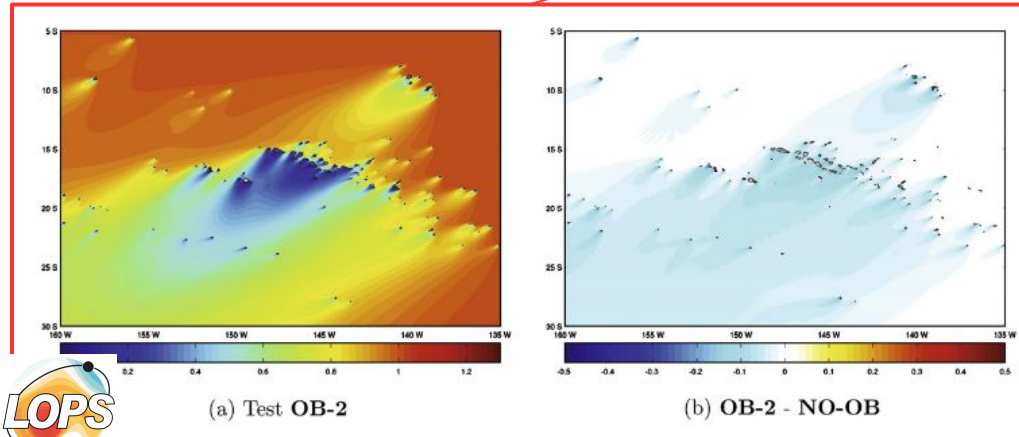 5 S
10 S
15 S
20 S
25 S
30 S
160 W 155 W 150 W 145 W 140 W 135 W
0.2 0.4 0.6 0.8 1 1.2
(a) Test OB-2
5 S
10 S
15 S
20 S
25 S
30 S
160 W 155 W 150 W 145 W 140 W 135 W
-0.5 -0.4 -0.3 -0.2 -0.1 0 0.1 0.2 0.3 0.4 0.5
(b) OB-2 - NO-OB
LOPS